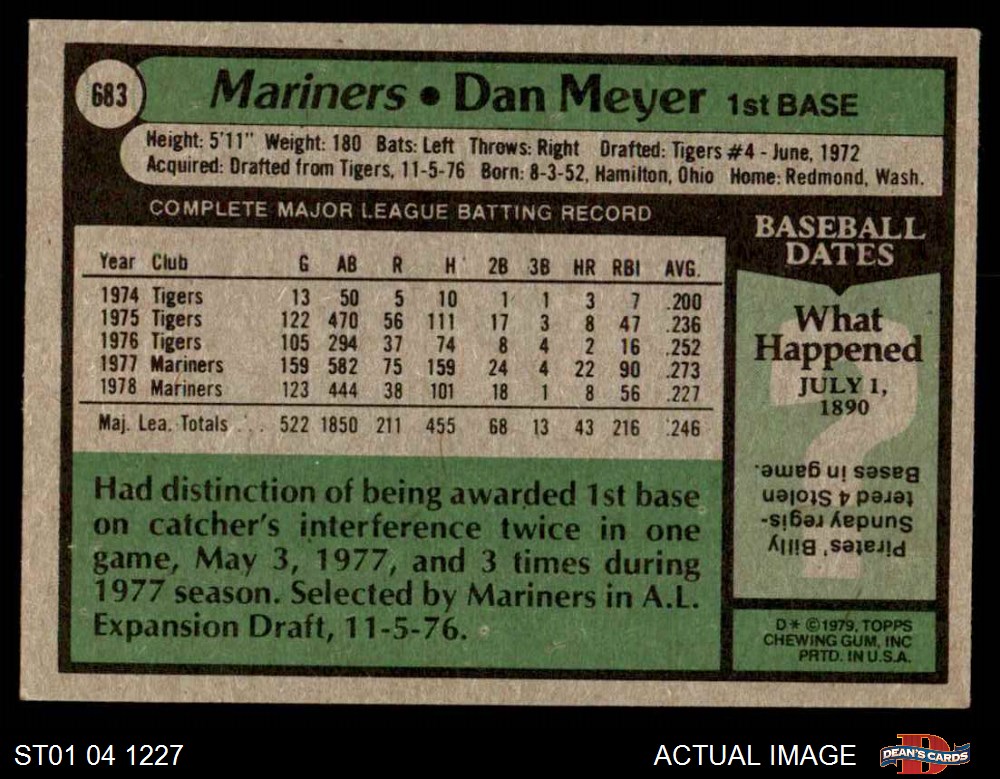 683
Mariners • Dan Meyer 1st BASE
Height: 5'11" Weight: 180 Bats: Left Throws: Right Drafted: Tigers #4 - June, 1972
Acquired: Drafted from Tigers, 11-5-76 Born: 8-3-52, Hamilton, Ohio Home: Redmond, Wash.
COMPLETE MAJOR LEAGUE BATTING RECORD
Year Club G AB R H 2B 3B HR RBI AVG.
1974 Tigers 13 50 5 10 1 1 3 7 .200
1975 Tigers 122 470 56 111 17 3 8 47 .236
1976 Tigers 105 294 37 74 8 4 2 16 .252
1977 Mariners 159 582 75 159 24 4 22 90 .273
1978 Mariners 123 444 38 101 18 1 8 56 .227
Maj. Lea. Totals ... 522 1850 211 455 68 13 43 216 .246
Had distinction of being awarded 1st base
on catcher's interference twice in one
game, May 3, 1977, and 3 times during
1977 season. Selected by Mariners in A.L.
Expansion Draft, 11-5-76.
BASEBALL
DATES
What
Happened
JULY 1,
1890
?
Pirates' Billy
Sunday regis-
tered 4 Stolen
Bases in game.
D* ©1979, TOPPS
CHEWING GUM, INC
PRTD. IN U.S.A.
ST01 04 1227
ACTUAL IMAGE
D
DEAN'S CARDS